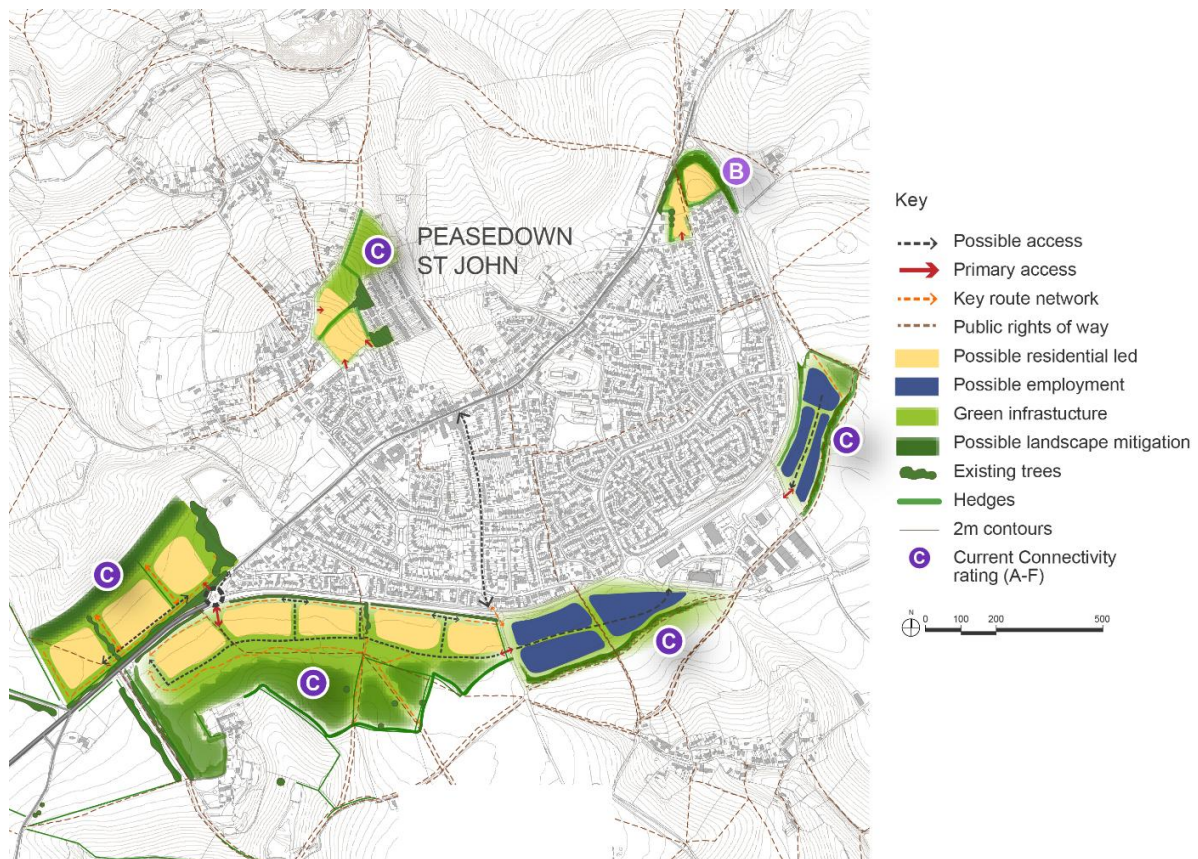 PEASEDOWN
ST JOHN
B
C
C
C
C
C
Key
Possible access
Primary access
Key route network
Public rights of way
Possible residential led
Possible employment
Green infrastucture
Possible landscape mitigation
Existing trees
Hedges
2m contours
C
Current Connectivity
rating (A-F)
N
0 100 200 500